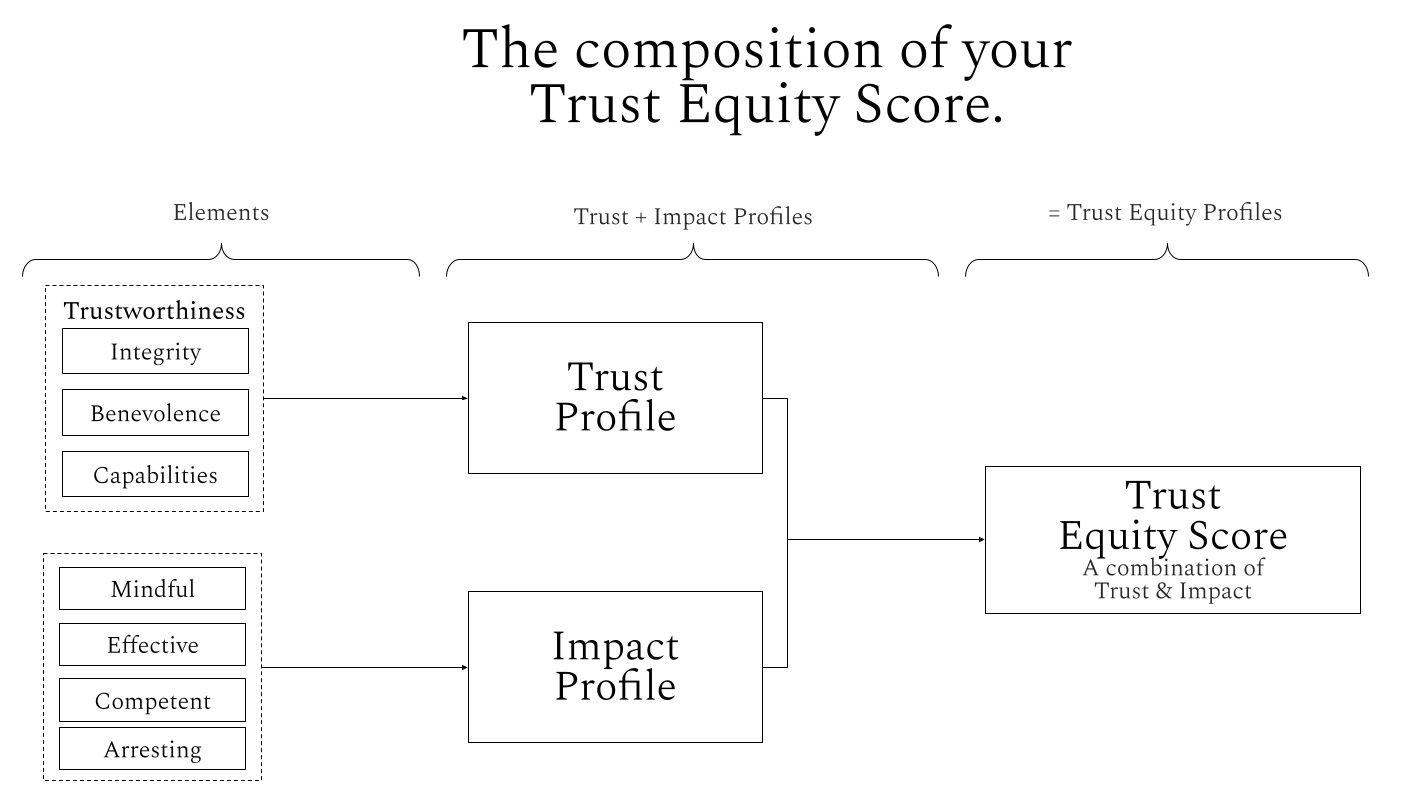 The composition of your
Trust Equity Score.
Elements
Trust + Impact Profiles
= Trust Equity Profiles
Trustworthiness
Integrity
Benevolence
Capabilities
Trust
Profile
Mindful
Effective
Competent
Arresting
Impact
Profile
Trust
Equity Score
A combination of
Trust & Impact